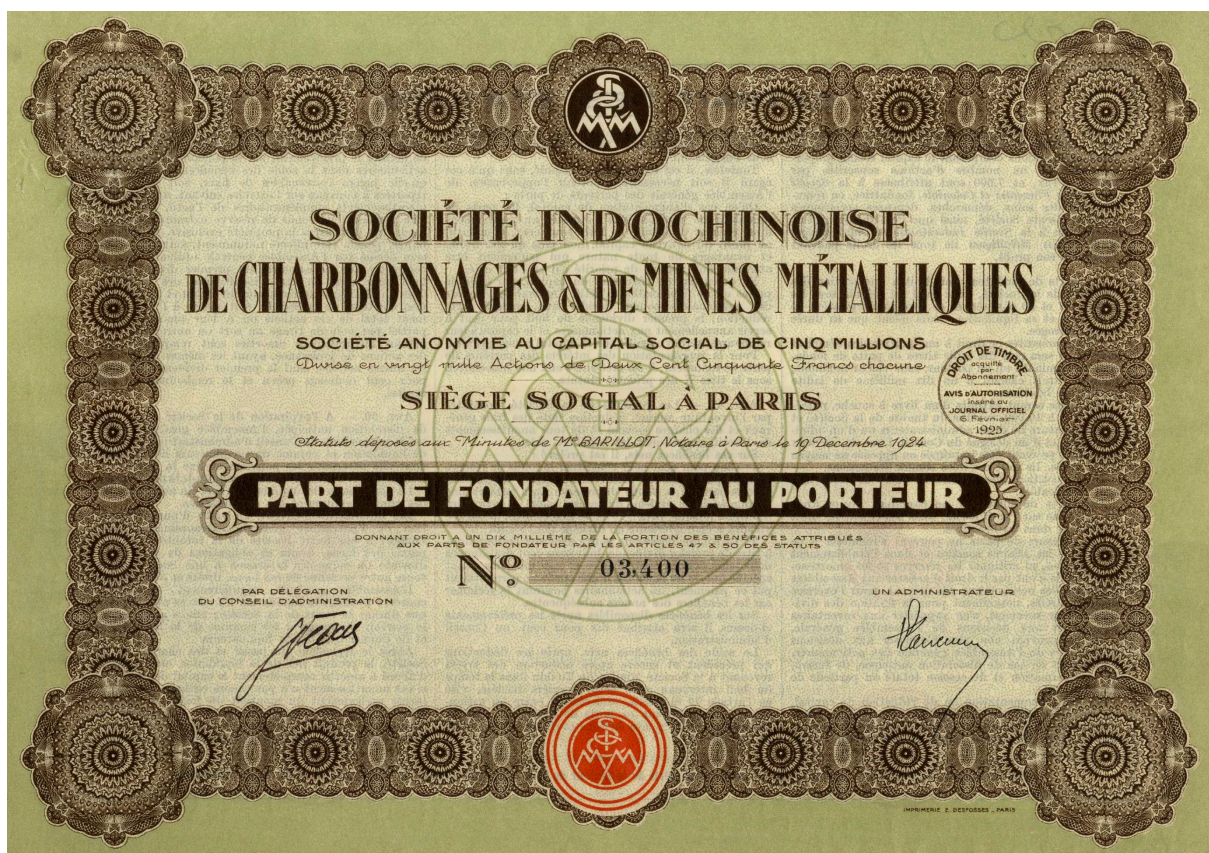 SOCIÉTÉ INDOCHINOISE
DE CHARBONNAGES & DE MINES MÉTALLIQUES
SOCIÉTÉ ANONYME AU CAPITAL SOCIAL DE CINQ MILLIONS
Divisé en vingt mille Actions de Deux Cent Cinquante Francs chacune
SIÈGE SOCIAL À PARIS
Statuts déposés aux Minutes de Mᵉ BARILLOT, Notaire à Paris le 19 Décembre 1924
DROIT DE TIMBRE
acquitté
par
Abonnement
AVIS D'AUTORISATION
inséré au
JOURNAL OFFICIEL
6. Février
1925
PART DE FONDATEUR AU PORTEUR
DONNANT DROIT A UN DIX MILLIÈME DE LA PORTION DES BÉNÉFICES ATTRIBUÉS
AUX PARTS DE FONDATEUR PAR LES ARTICLES 47 & 50 DES STATUTS
Nº. 03,400
PAR DÉLÉGATION
DU CONSEIL D'ADMINISTRATION
UN ADMINISTRATEUR
IMPRIMERIE E. DESFOSSÉS _ PARIS